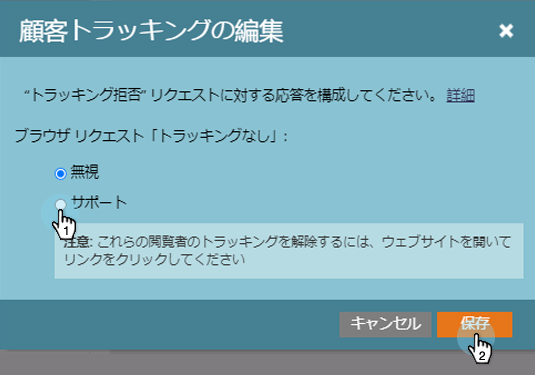 顧客トラッキングの編集
“トラッキング拒否” リクエストに対する応答を構成してください。 詳細
ブラウザ リクエスト「トラッキングなし」:
無視
サポート
1
注意: これらの閲覧者のトラッキングを解除するには、ウェブサイトを開いて
リンクをクリックしてください
キャンセル 保存
2